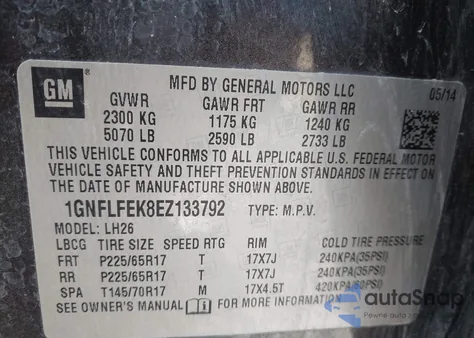 GM
MFD BY GENERAL MOTORS LLC
05/14
GVWR GAWR FRT GAWR RR
2300 KG 1175 KG 1240 KG
5070 LB 2590 LB 2733 LB
THIS VEHICLE CONFORMS TO ALL APPLICABLE U.S. FEDERAL MOTOR
VEHICLE SAFETY AND THEFT PREVENTION STANDARDS IN EFFECT ON
THE DATE OF MANUFACTURE SHOWN ABOVE.
1GNFLFEK8EZ133792 TYPE: M.P.V.
MODEL: LH26
LBCG TIRE SIZE SPEED RTG RIM COLD TIRE PRESSURE
FRT P225/65R17 T 17X7J 240KPA(35PSI)
RR P225/65R17 T 17X7J 240KPA(35PSI)
SPA T145/70R17 M 17X4.5T 420KPA(60PSI)
SEE OWNER'S MANUAL FOR MORE INFORMATION
autoSnap
Pewne auto z